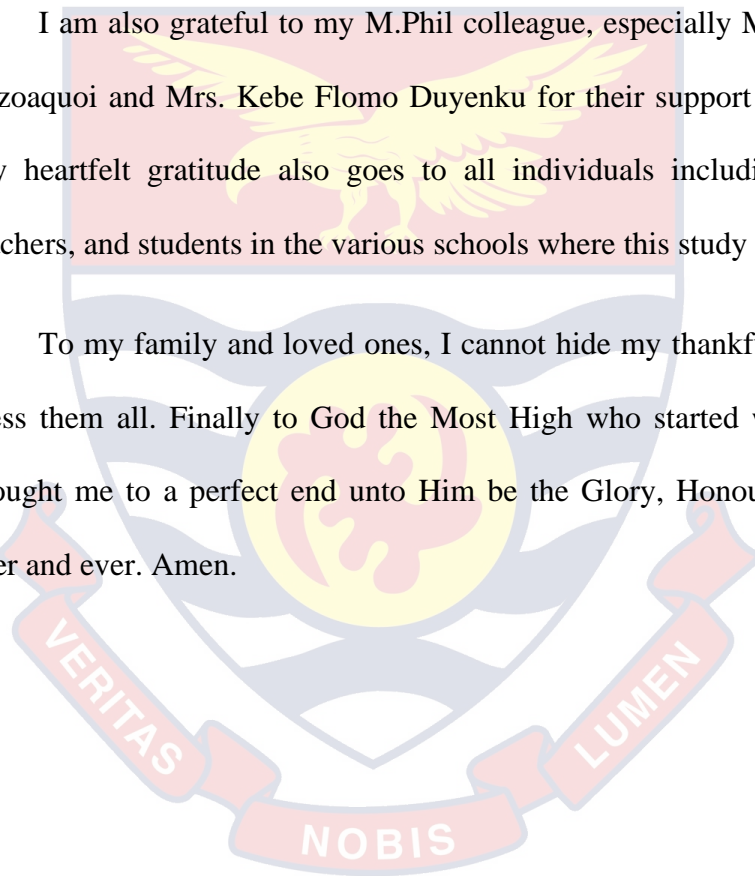 I am also grateful to my M.Phil colleague, especially M
zoaquoi and Mrs. Kebe Flomo Duyenku for their support
y heartfelt gratitude also goes to all individuals includi
chers, and students in the various schools where this study
To my family and loved ones, I cannot hide my thankf
ess them all. Finally to God the Most High who started
ought me to a perfect end unto Him be the Glory, Honou
er and ever. Amen.
VERITAS
NOBIS
LUMEN